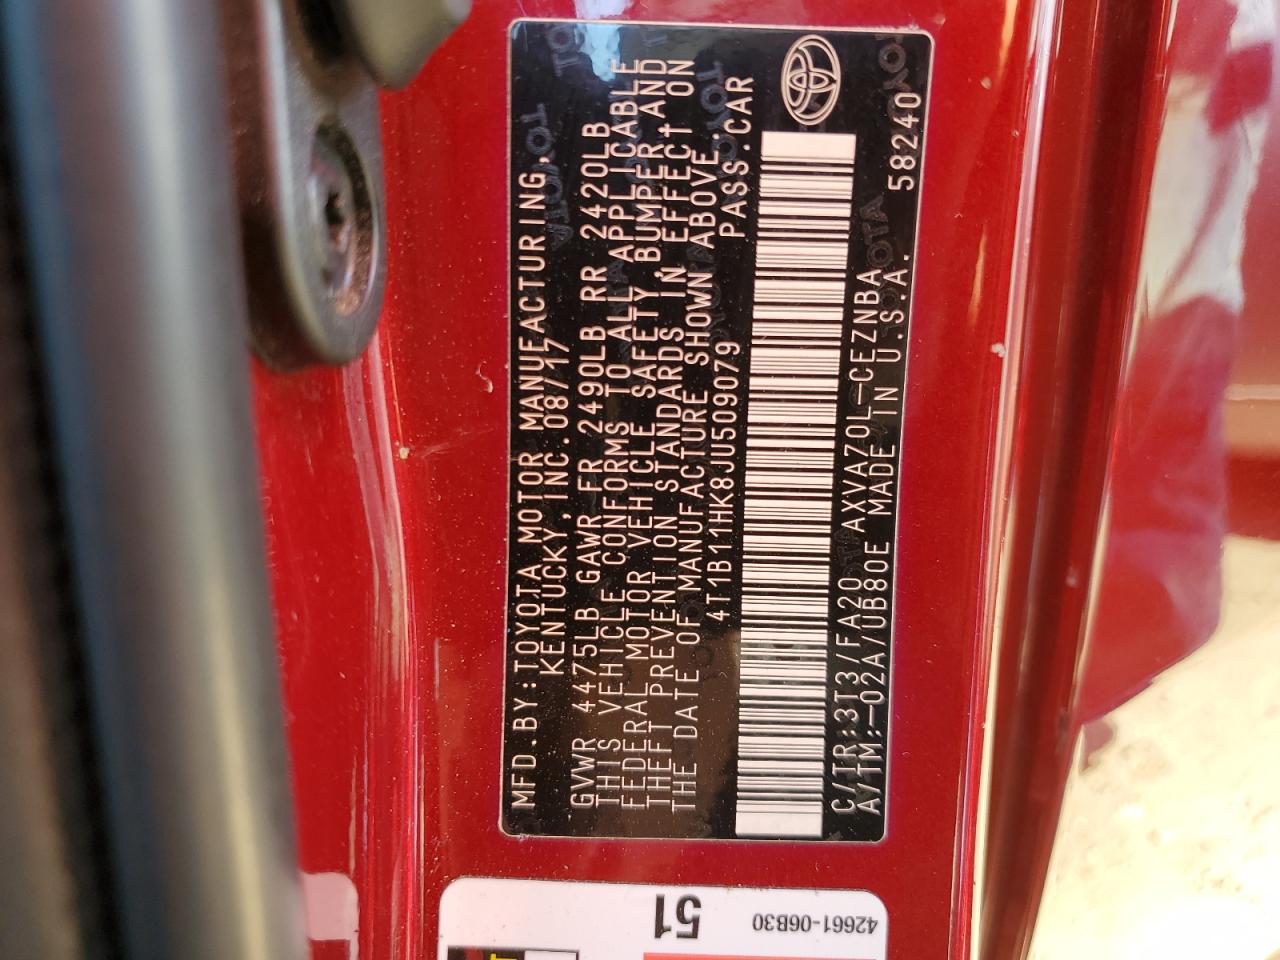 MFD.BY:TOYOTA MOTOR MANUFACTURING,
KENTUCKY,INC.08/17
GVWR 4475LB GAWR FR 2490LB RR 2420LB
THIS VEHICLE CONFORMS TO ALL APPLICABLE
FEDERAL MOTOR VEHICLE SAFETY,BUMPER,AND
THEFT PREVENTION STANDARDS IN EFFECT ON
THE DATE OF MANUFACTURE SHOWN ABOVE.
4T1B11HK8JU509079 PASS.CAR
C/TR:3T3/FA20 AXVA70L-CEZNBA
A/TM:-02A/UB80E MADE IN U.S.A. 58240
51
42661-06B30